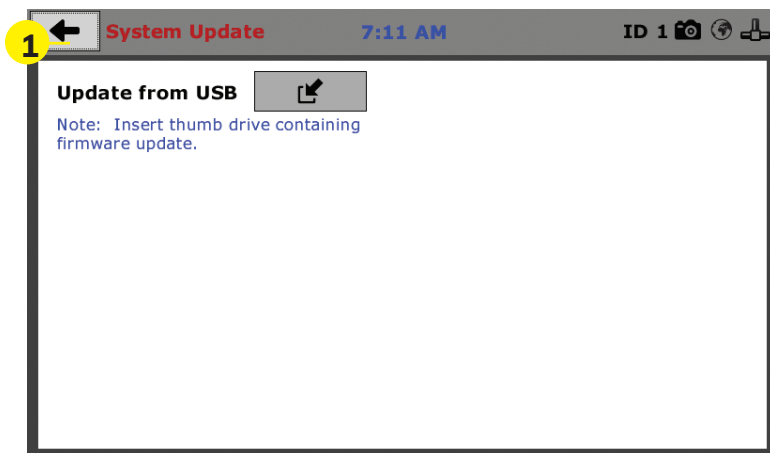 1
System Update 7:11 AM ID 1
Update from USB
Note: Insert thumb drive containing
firmware update.